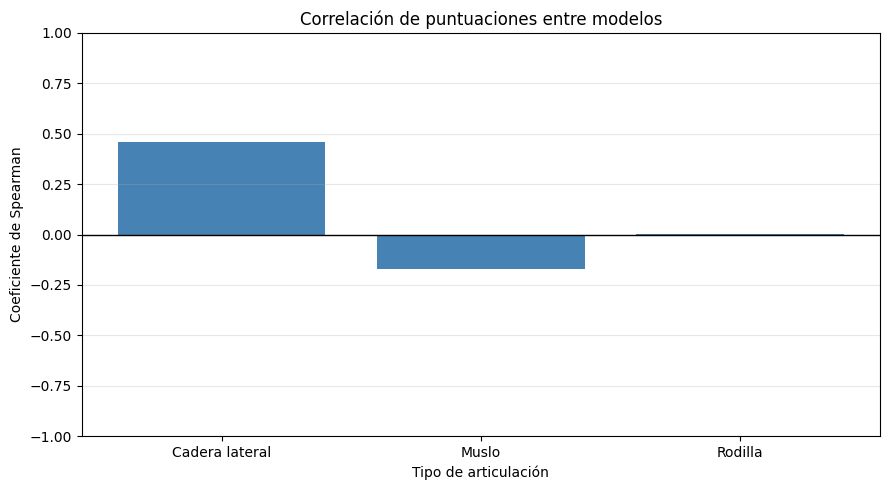 Correlación de puntuaciones entre modelos
Coeficiente de Spearman
1.00
0.75
0.50
0.25
0.00
−0.25
−0.50
−0.75
−1.00
Cadera lateral Muslo Rodilla
Tipo de articulación